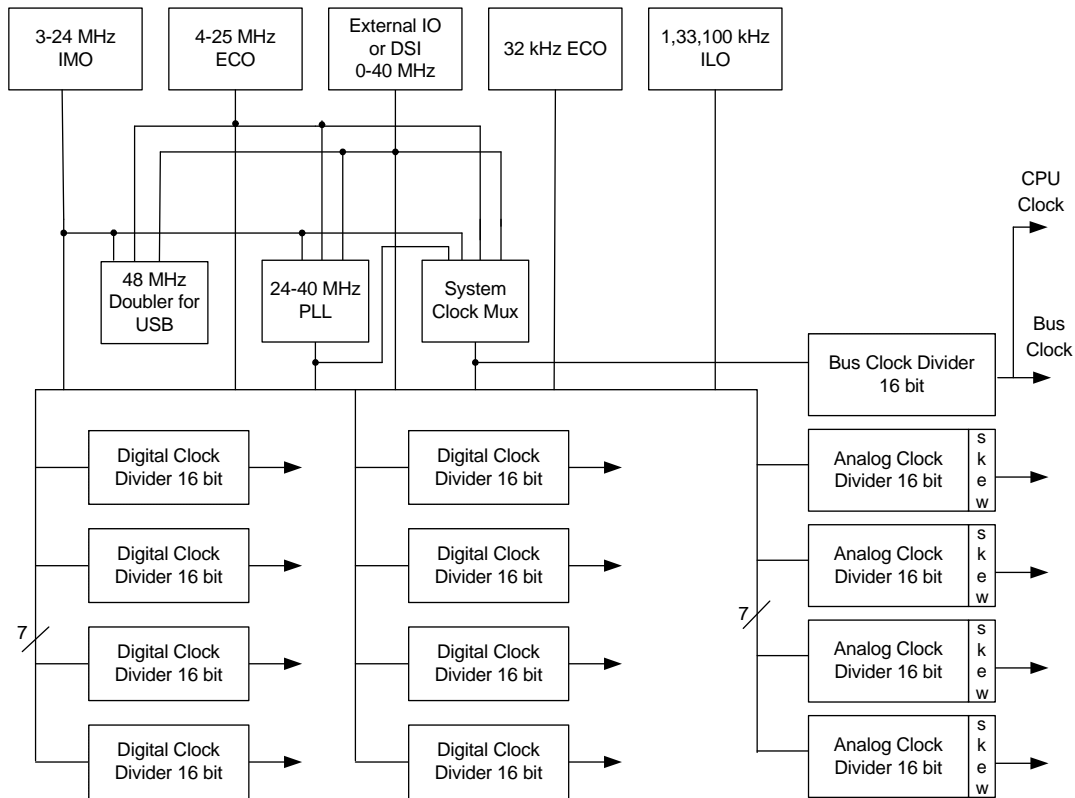 3-24 MHz
IMO
4-25 MHz
ECO
External IO
or DSI
0-40 MHz
32 kHz ECO
1,33,100 kHz
ILO
CPU
Clock
48 MHz
Doubler for
USB
24-40 MHz
PLL
System
Clock Mux
Bus
Clock
Bus Clock Divider
16 bit
7
Digital Clock
Divider 16 bit
Digital Clock
Divider 16 bit
Digital Clock
Divider 16 bit
Digital Clock
Divider 16 bit
Digital Clock
Divider 16 bit
Digital Clock
Divider 16 bit
Digital Clock
Divider 16 bit
Digital Clock
Divider 16 bit
7
Analog Clock
Divider 16 bit
s
k
e
w
Analog Clock
Divider 16 bit
s
k
e
w
Analog Clock
Divider 16 bit
s
k
e
w
Analog Clock
Divider 16 bit
s
k
e
w